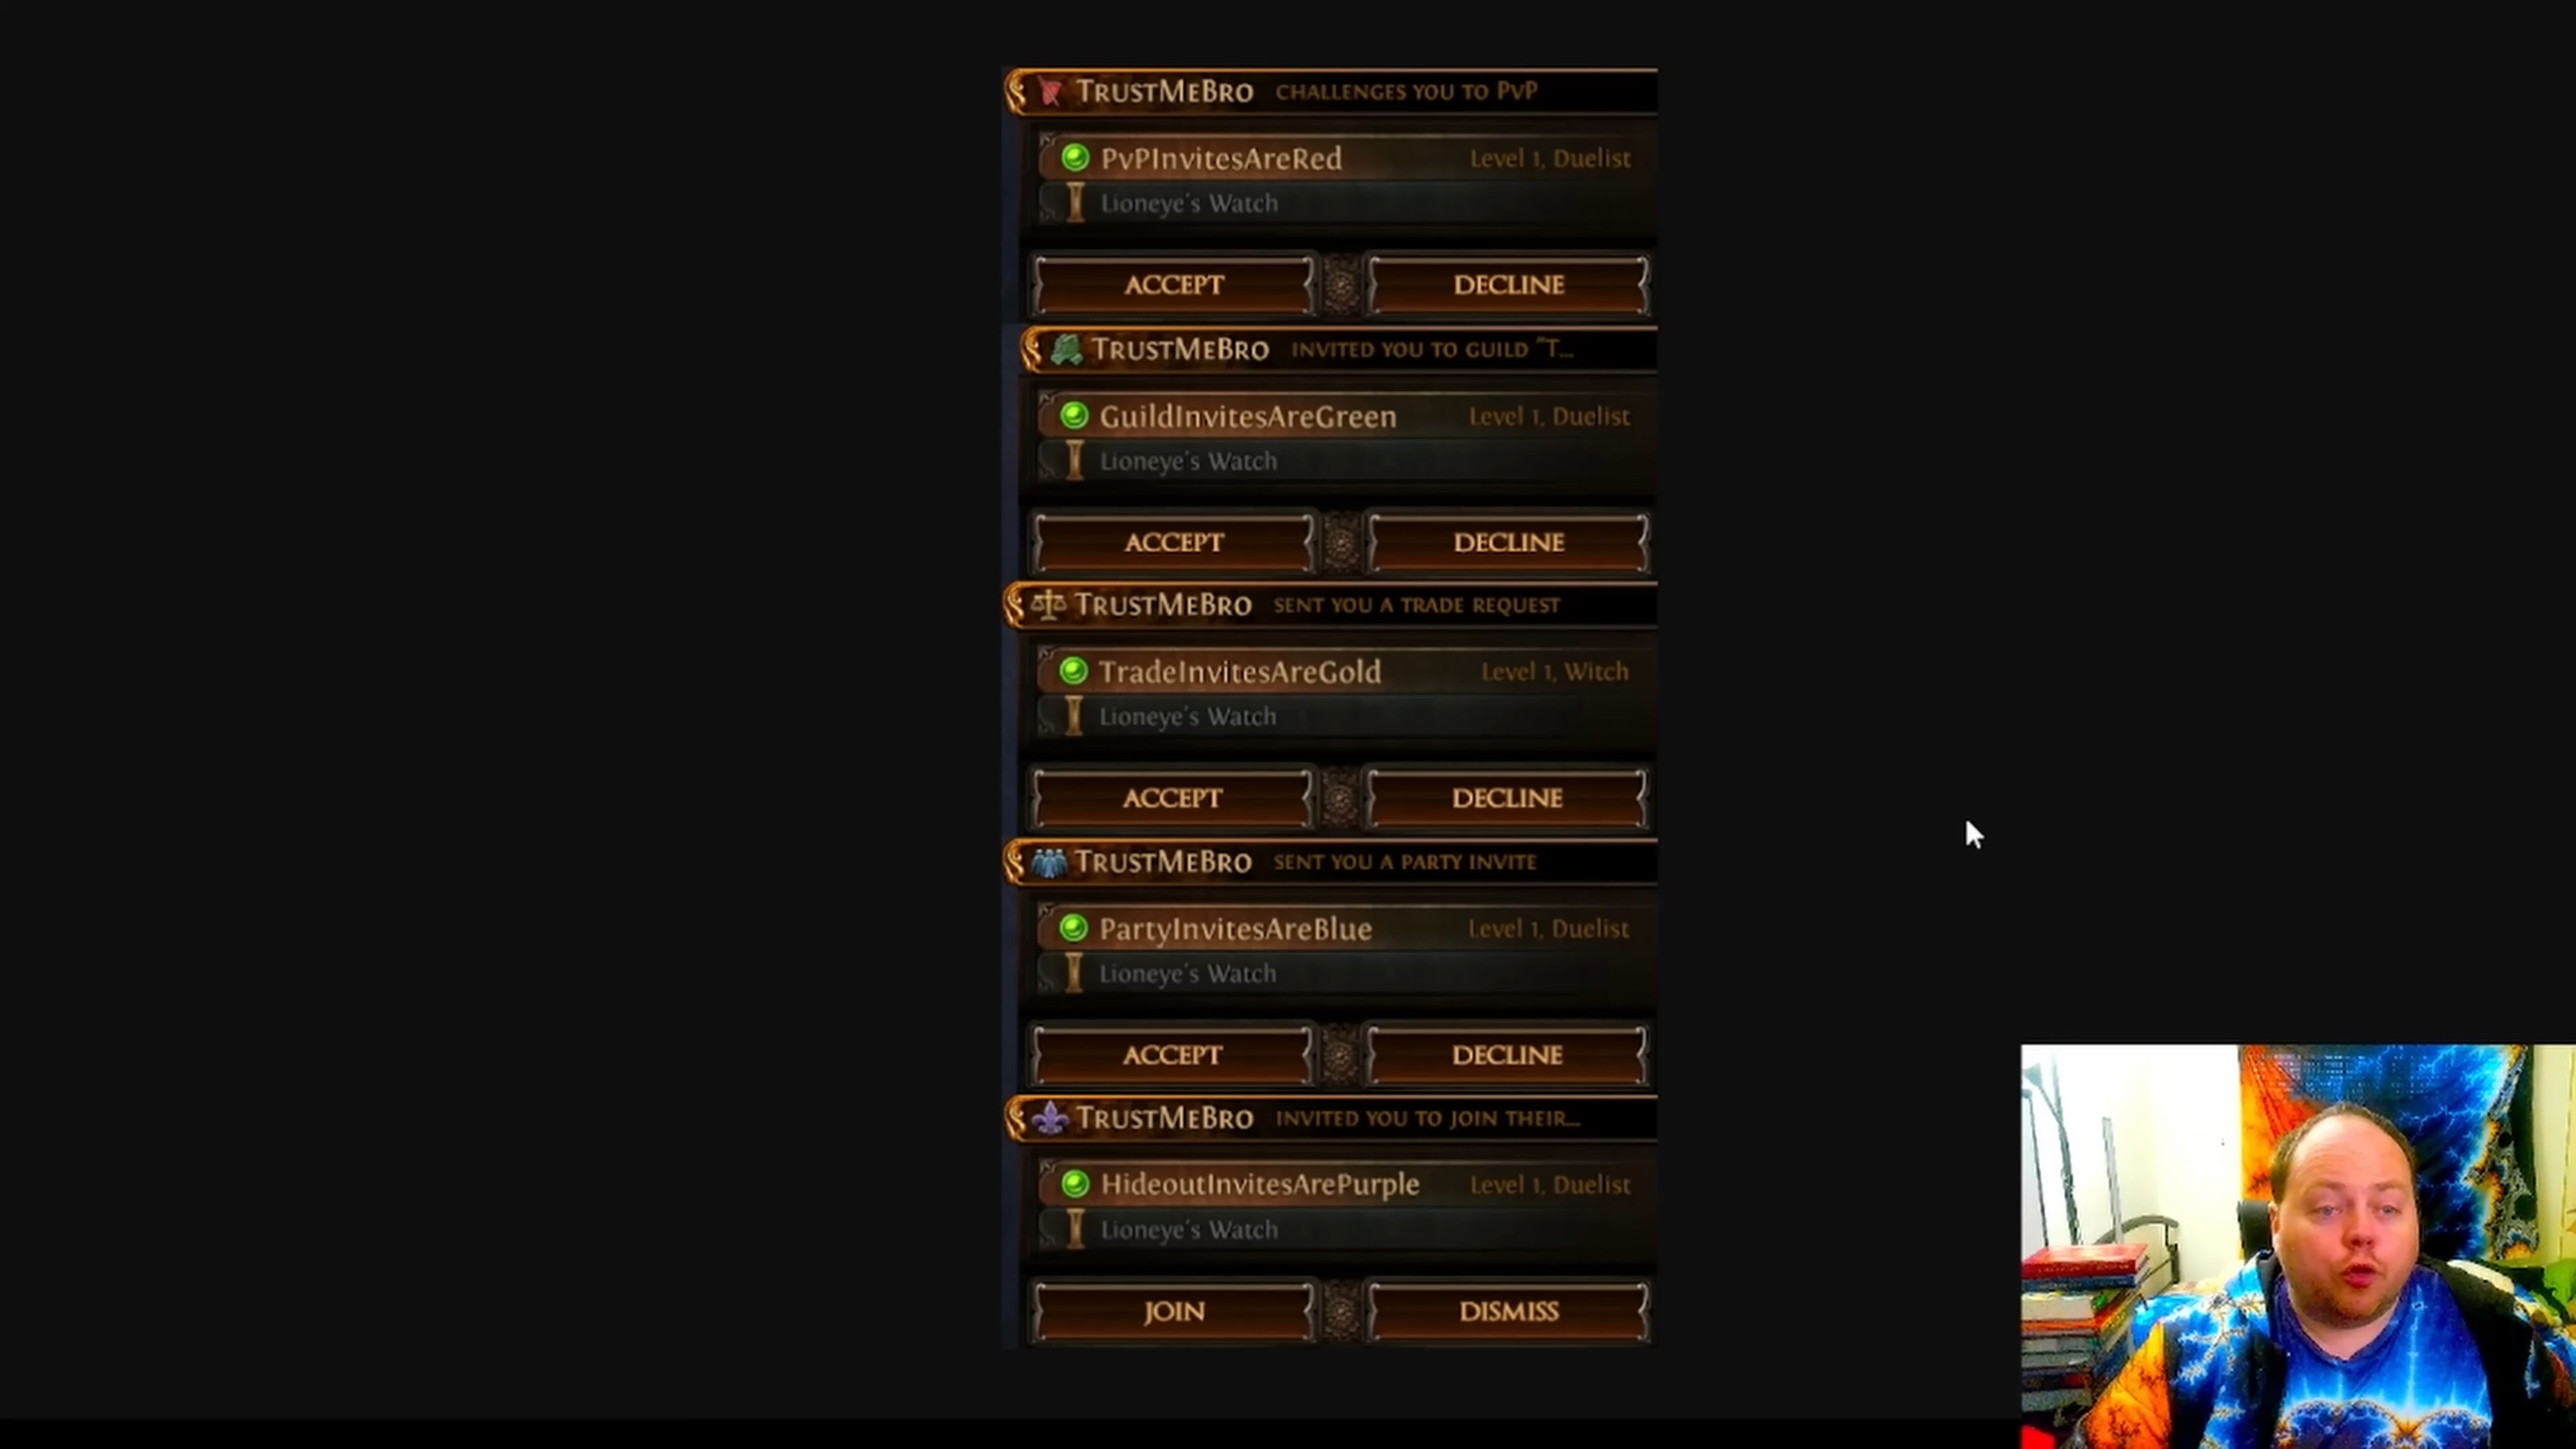 TrustMeBro challenges you to PvP
PvPInvitesAreRed Level 1, Duelist
Lioneye's Watch
ACCEPT DECLINE
TrustMeBro invited you to guild "T...
GuildInvitesAreGreen Level 1, Duelist
Lioneye's Watch
ACCEPT DECLINE
TrustMeBro sent you a trade request
TradeInvitesAreGold Level 1, Witch
Lioneye's Watch
ACCEPT DECLINE
TrustMeBro sent you a party invite
PartyInvitesAreBlue Level 1, Duelist
Lioneye's Watch
ACCEPT DECLINE
TrustMeBro invited you to join their...
HideoutInvitesArePurple Level 1, Duelist
Lioneye's Watch
JOIN DISMISS